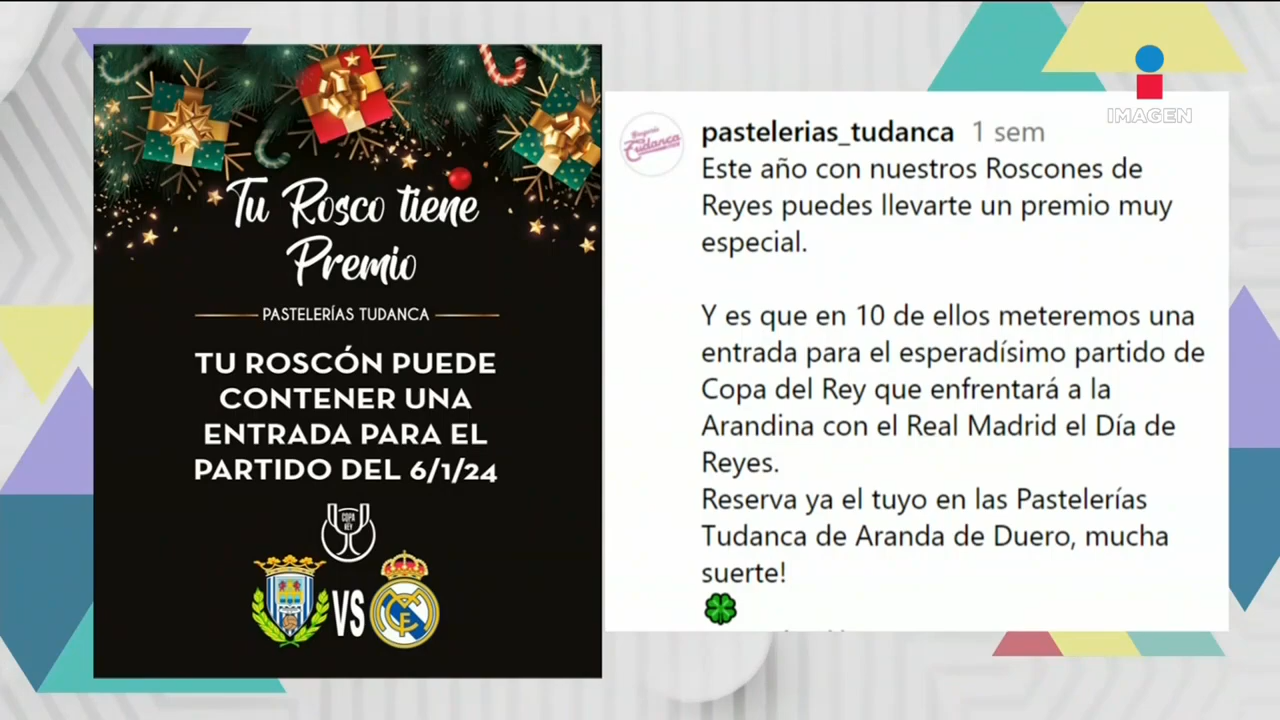 Tu Rosco tiene
Premio
PASTELERÍAS TUDANCA
TU ROSCÓN PUEDE
CONTENER UNA
ENTRADA PARA EL
PARTIDO DEL 6/1/24
COPA
REY
VS
Tudanca
pastelerias_tudanca 1 sem
Este año con nuestros Roscones de
Reyes puedes llevarte un premio muy
especial.
Y es que en 10 de ellos meteremos una
entrada para el esperadísimo partido de
Copa del Rey que enfrentará a la
Arandina con el Real Madrid el Día de
Reyes.
Reserva ya el tuyo en las Pastelerías
Tudanca de Aranda de Duero, mucha
suerte!
IMAGEN